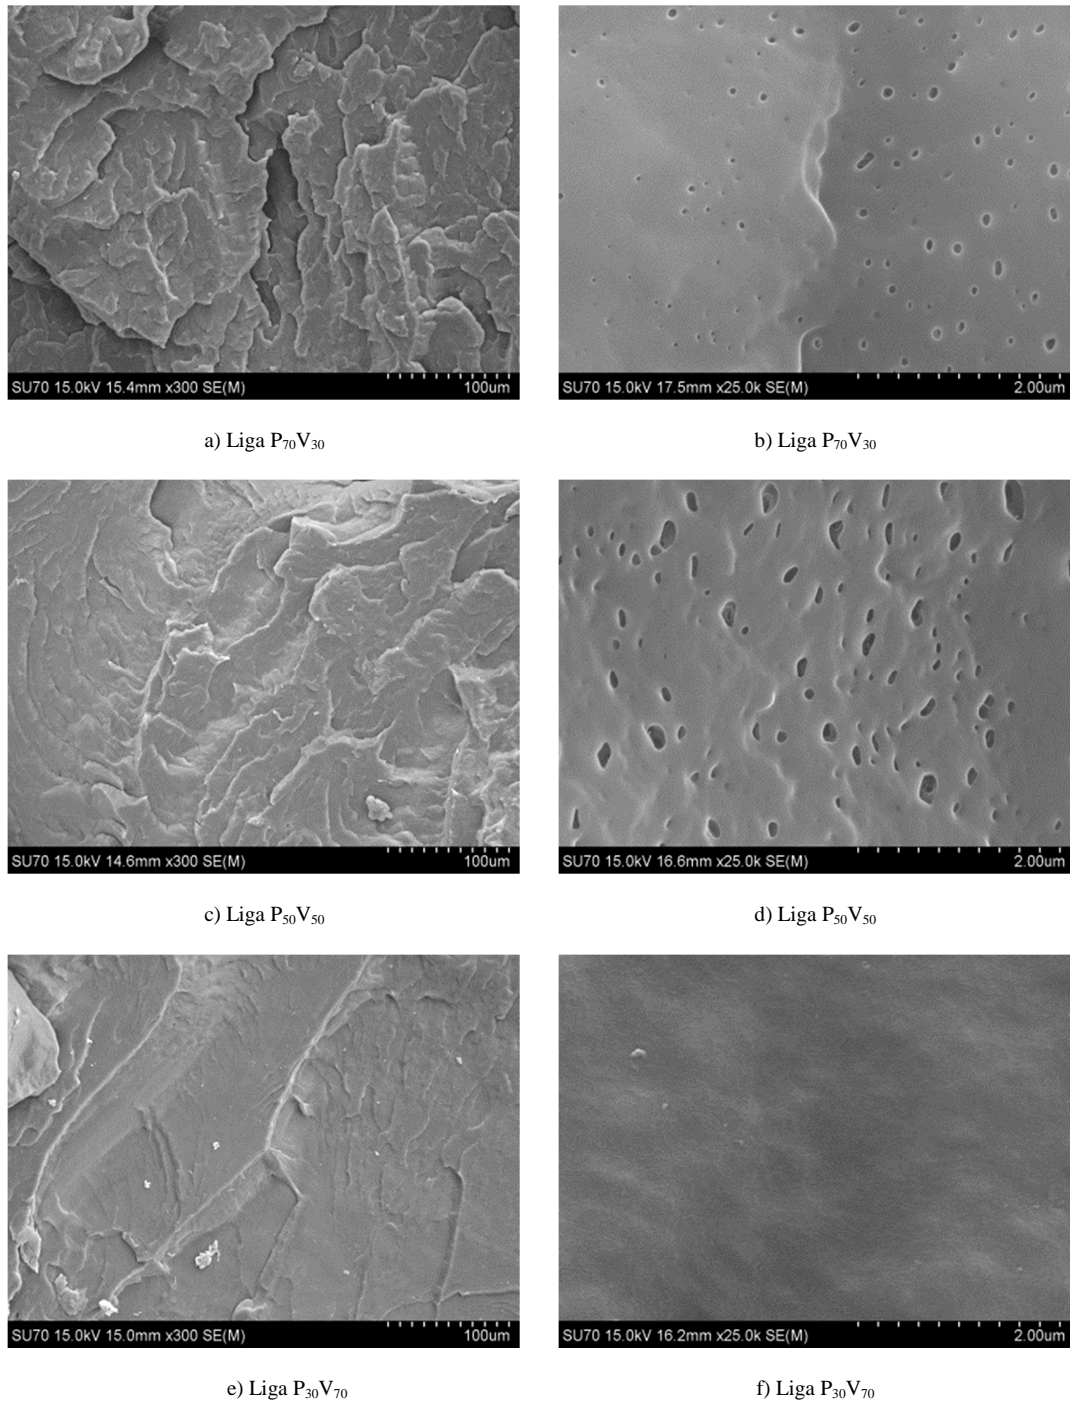 SU70 15.0kV 15.4mm x300 SE(M) 100um
SU70 15.0kV 17.5mm x25.0k SE(M) 2.00um
a) Liga P₇₀V₃₀
b) Liga P₇₀V₃₀
SU70 15.0kV 14.6mm x300 SE(M) 100um
SU70 15.0kV 16.6mm x25.0k SE(M) 2.00um
c) Liga P₅₀V₅₀
d) Liga P₅₀V₅₀
SU70 15.0kV 15.0mm x300 SE(M) 100um
SU70 15.0kV 16.2mm x25.0k SE(M) 2.00um
e) Liga P₃₀V₇₀
f) Liga P₃₀V₇₀